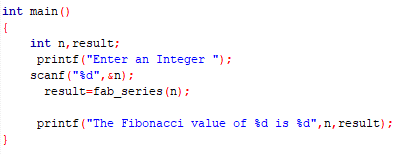 int main()
{
int n,result;
printf("Enter an Integer ");
scanf("%d",&n);
result=fab_series(n);
printf("The Fibonacci value of %d is %d",n,result);
}